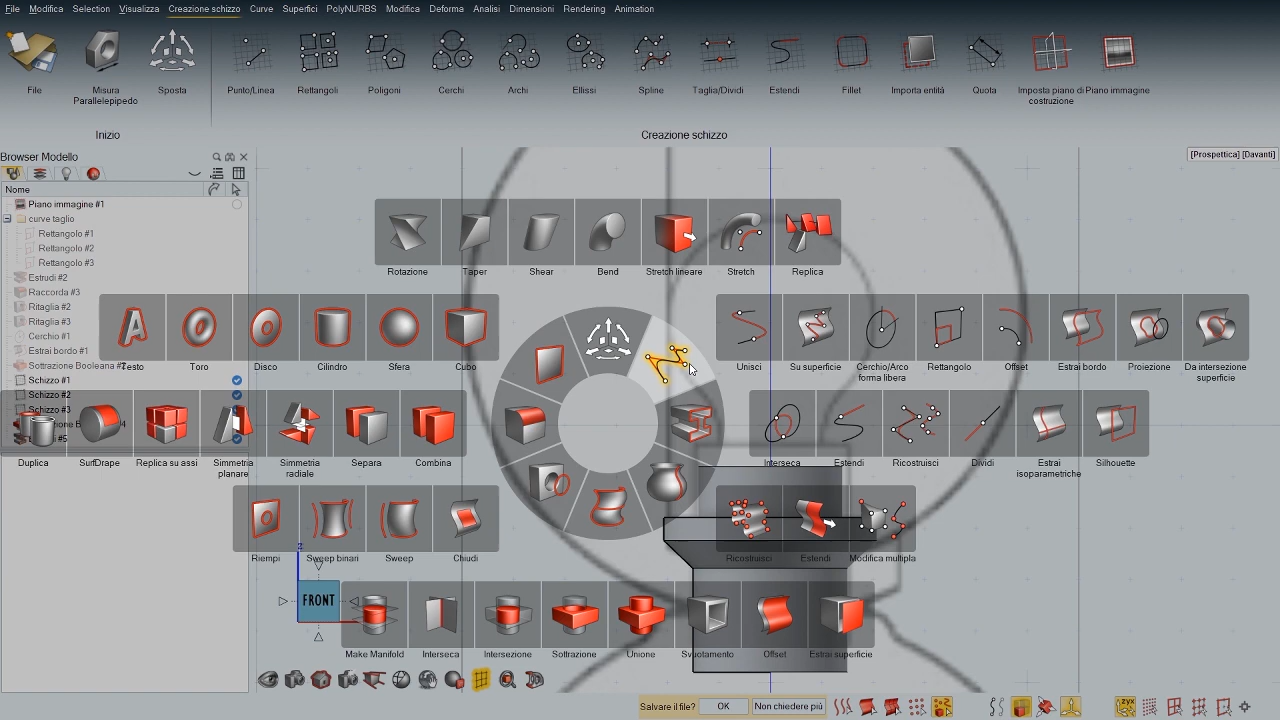 File Modifica Selection Visualizza Creazione schizzo Curve Superfici PolyNURBS Modifica Deforma Analisi Dimensioni Rendering Animation
File Misura Parallelepipedo Sposta Punto/Linea Rettangoli Poligoni Cerchi Archi Ellissi Spline Taglia/Dividi Estendi Fillet Importa entità Quota Imposta piano di costruzione Piano immagine
Inizio Creazione schizzo
Browser Modello
[Prospettica] [Davanti]
Nome
Piano immagine #1
curve taglio
Rettangolo #1
Rettangolo #2
Rettangolo #3
Estrudi #2
Raccorda #3
Ritaglia #2
Ritaglia #3
Cerchio #1
Estrai bordo #1
Sottrazione Booleana
Schizzo #1
Schizzo #2
Schizzo #3
Rotazione Taper Shear Bend Stretch lineare Stretch Replica
Testo Toro Disco Cilindro Sfera Cubo
Unisci Su superficie Cerchio/Arco forma libera Rettangolo Offset Estrai bordo Proiezione Da intersezione superficie
Duplica SurfDrape Replica su assi Simmetria planare Simmetria radiale Separa Combina
Interseca Estendi Ricostruisci Dividi Estrai isoparametriche Silhouette
Riempi Sweep binari Sweep Chiudi
Ricostruisci Estendi Modifica multipla
z
FRONT
Make Manifold Interseca Intersezione Sottrazione Unione Svuotamento Offset Estrai superficie
Salvare il file? OK Non chiedere più
zyx